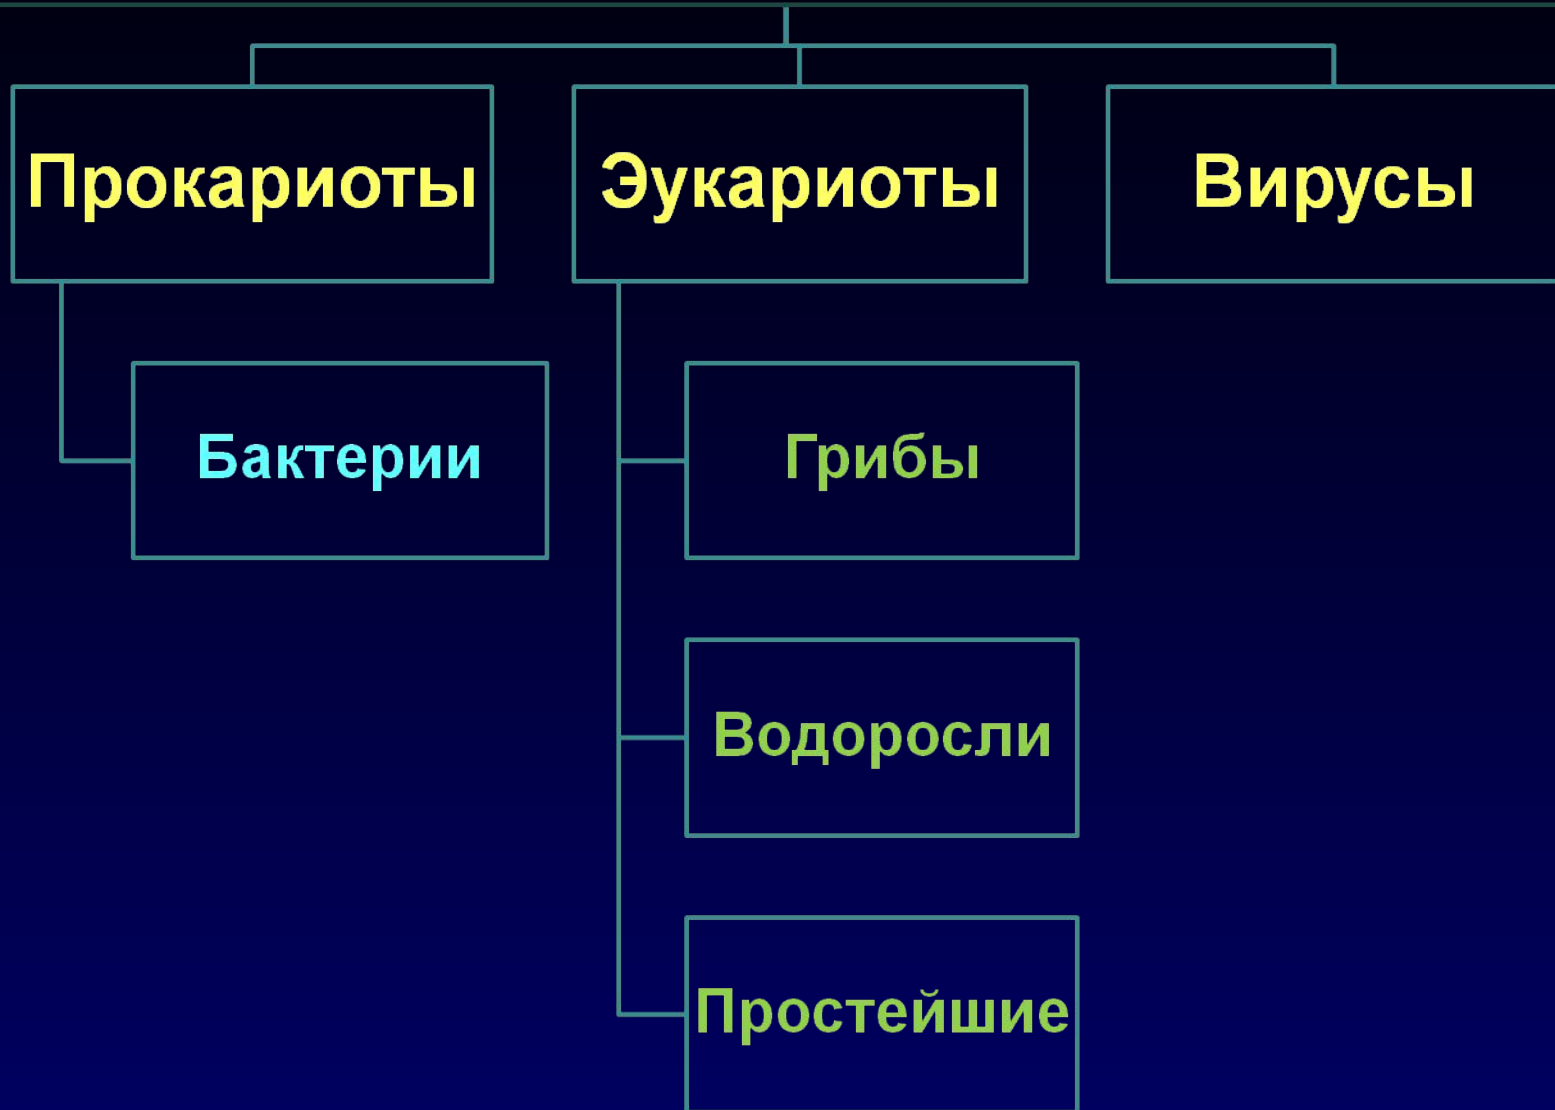 Прокариоты
Эукариоты
Вирусы
Бактерии
Грибы
Водоросли
Простейшие